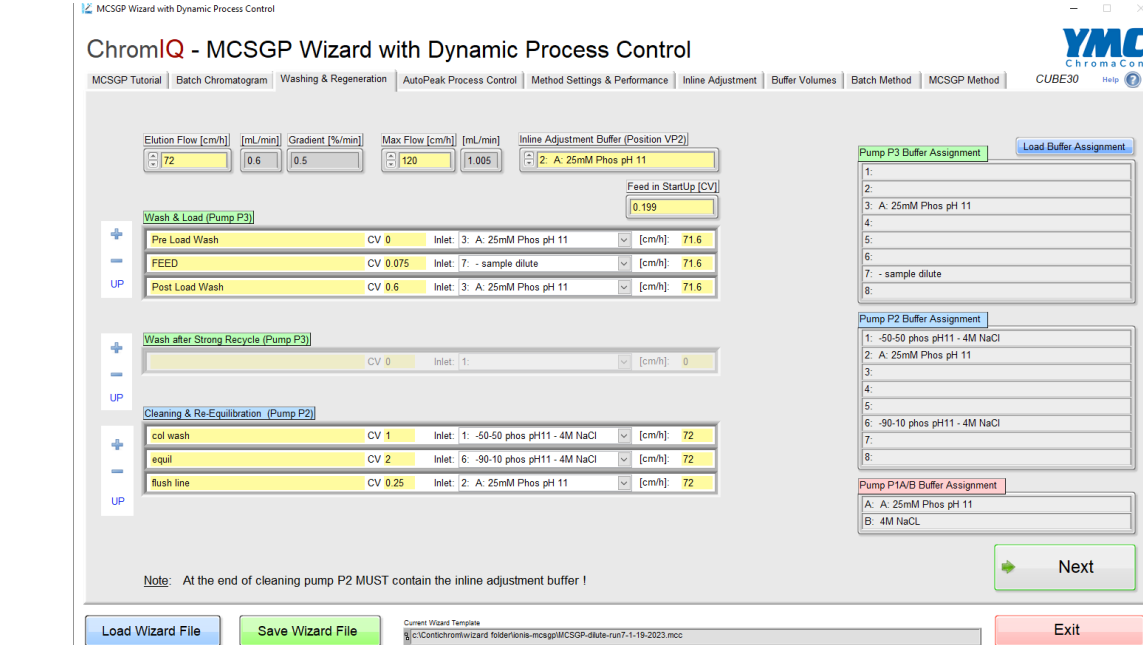 MCSGP Wizard with Dynamic Process Control
ChromIQ - MCSGP Wizard with Dynamic Process Control
YMC
ChromaCon
MCSGP Tutorial Batch Chromatogram Washing & Regeneration AutoPeak Process Control Method Settings & Performance Inline Adjustment Buffer Volumes Batch Method MCSGP Method CUBE30 Help ?
Elution Flow [cm/h] [mL/min] Gradient [%/min] Max Flow [cm/h] [mL/min] Inline Adjustment Buffer (Position VP2)
72 0.6 0.5 120 1.005 2: A: 25mM Phos pH 11
Feed in StartUp [CV]
0.199
Wash & Load (Pump P3)
Pre Load Wash CV 0 Inlet: 3: A: 25mM Phos pH 11 [cm/h]: 71.6
FEED CV 0.075 Inlet: 7: - sample dilute [cm/h]: 71.6
Post Load Wash CV 0.6 Inlet: 3: A: 25mM Phos pH 11 [cm/h]: 71.6
UP
Wash after Strong Recycle (Pump P3)
CV 0 Inlet: 1: [cm/h]: 0
UP
Cleaning & Re-Equilibration (Pump P2)
col wash CV 1 Inlet: 1: -50-50 phos pH11 - 4M NaCl [cm/h]: 72
equil CV 2 Inlet: 6: -90-10 phos pH11 - 4M NaCl [cm/h]: 72
flush line CV 0.25 Inlet: 2: A: 25mM Phos pH 11 [cm/h]: 72
UP
Note: At the end of cleaning pump P2 MUST contain the inline adjustment buffer !
Pump P3 Buffer Assignment Load Buffer Assignment
1:
2:
3: A: 25mM Phos pH 11
4:
5:
6:
7: - sample dilute
8:
Pump P2 Buffer Assignment
1: -50-50 phos pH11 - 4M NaCl
2: A: 25mM Phos pH 11
3:
4:
5:
6: -90-10 phos pH11 - 4M NaCl
7:
8:
Pump P1A/B Buffer Assignment
A: A: 25mM Phos pH 11
B: 4M NaCL
Next
Load Wizard File Save Wizard File
Current Wizard Template
c:\Contichrom\wizard folder\ionis-mcsgp\MCSGP-dilute-run7-1-19-2023.mcc
Exit